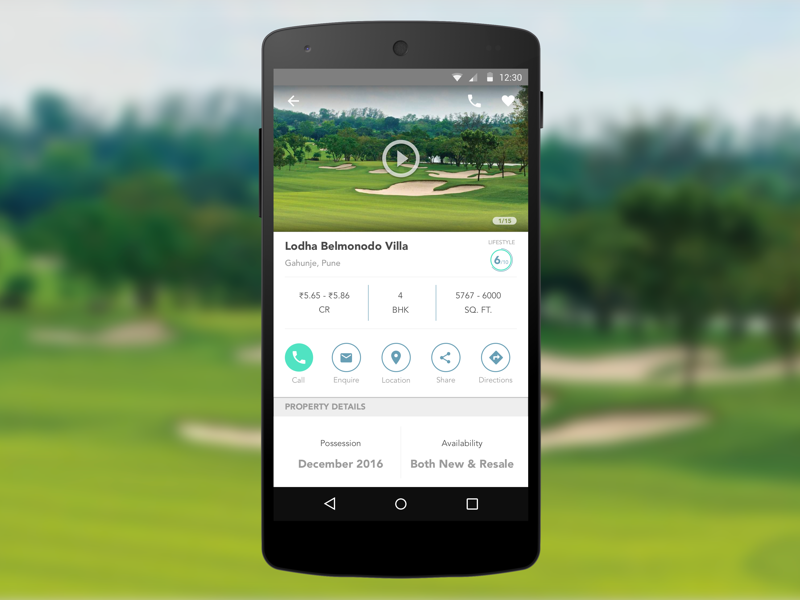 12:30
1/15
Lodha Belmonodo Villa
LIFESTYLE
Gahunje, Pune
6/10
₹5.65 - ₹5.86
CR
4
BHK
5767 - 6000
SQ. FT.
Call
Enquire
Location
Share
Directions
PROPERTY DETAILS
Possession
December 2016
Availability
Both New & Resale